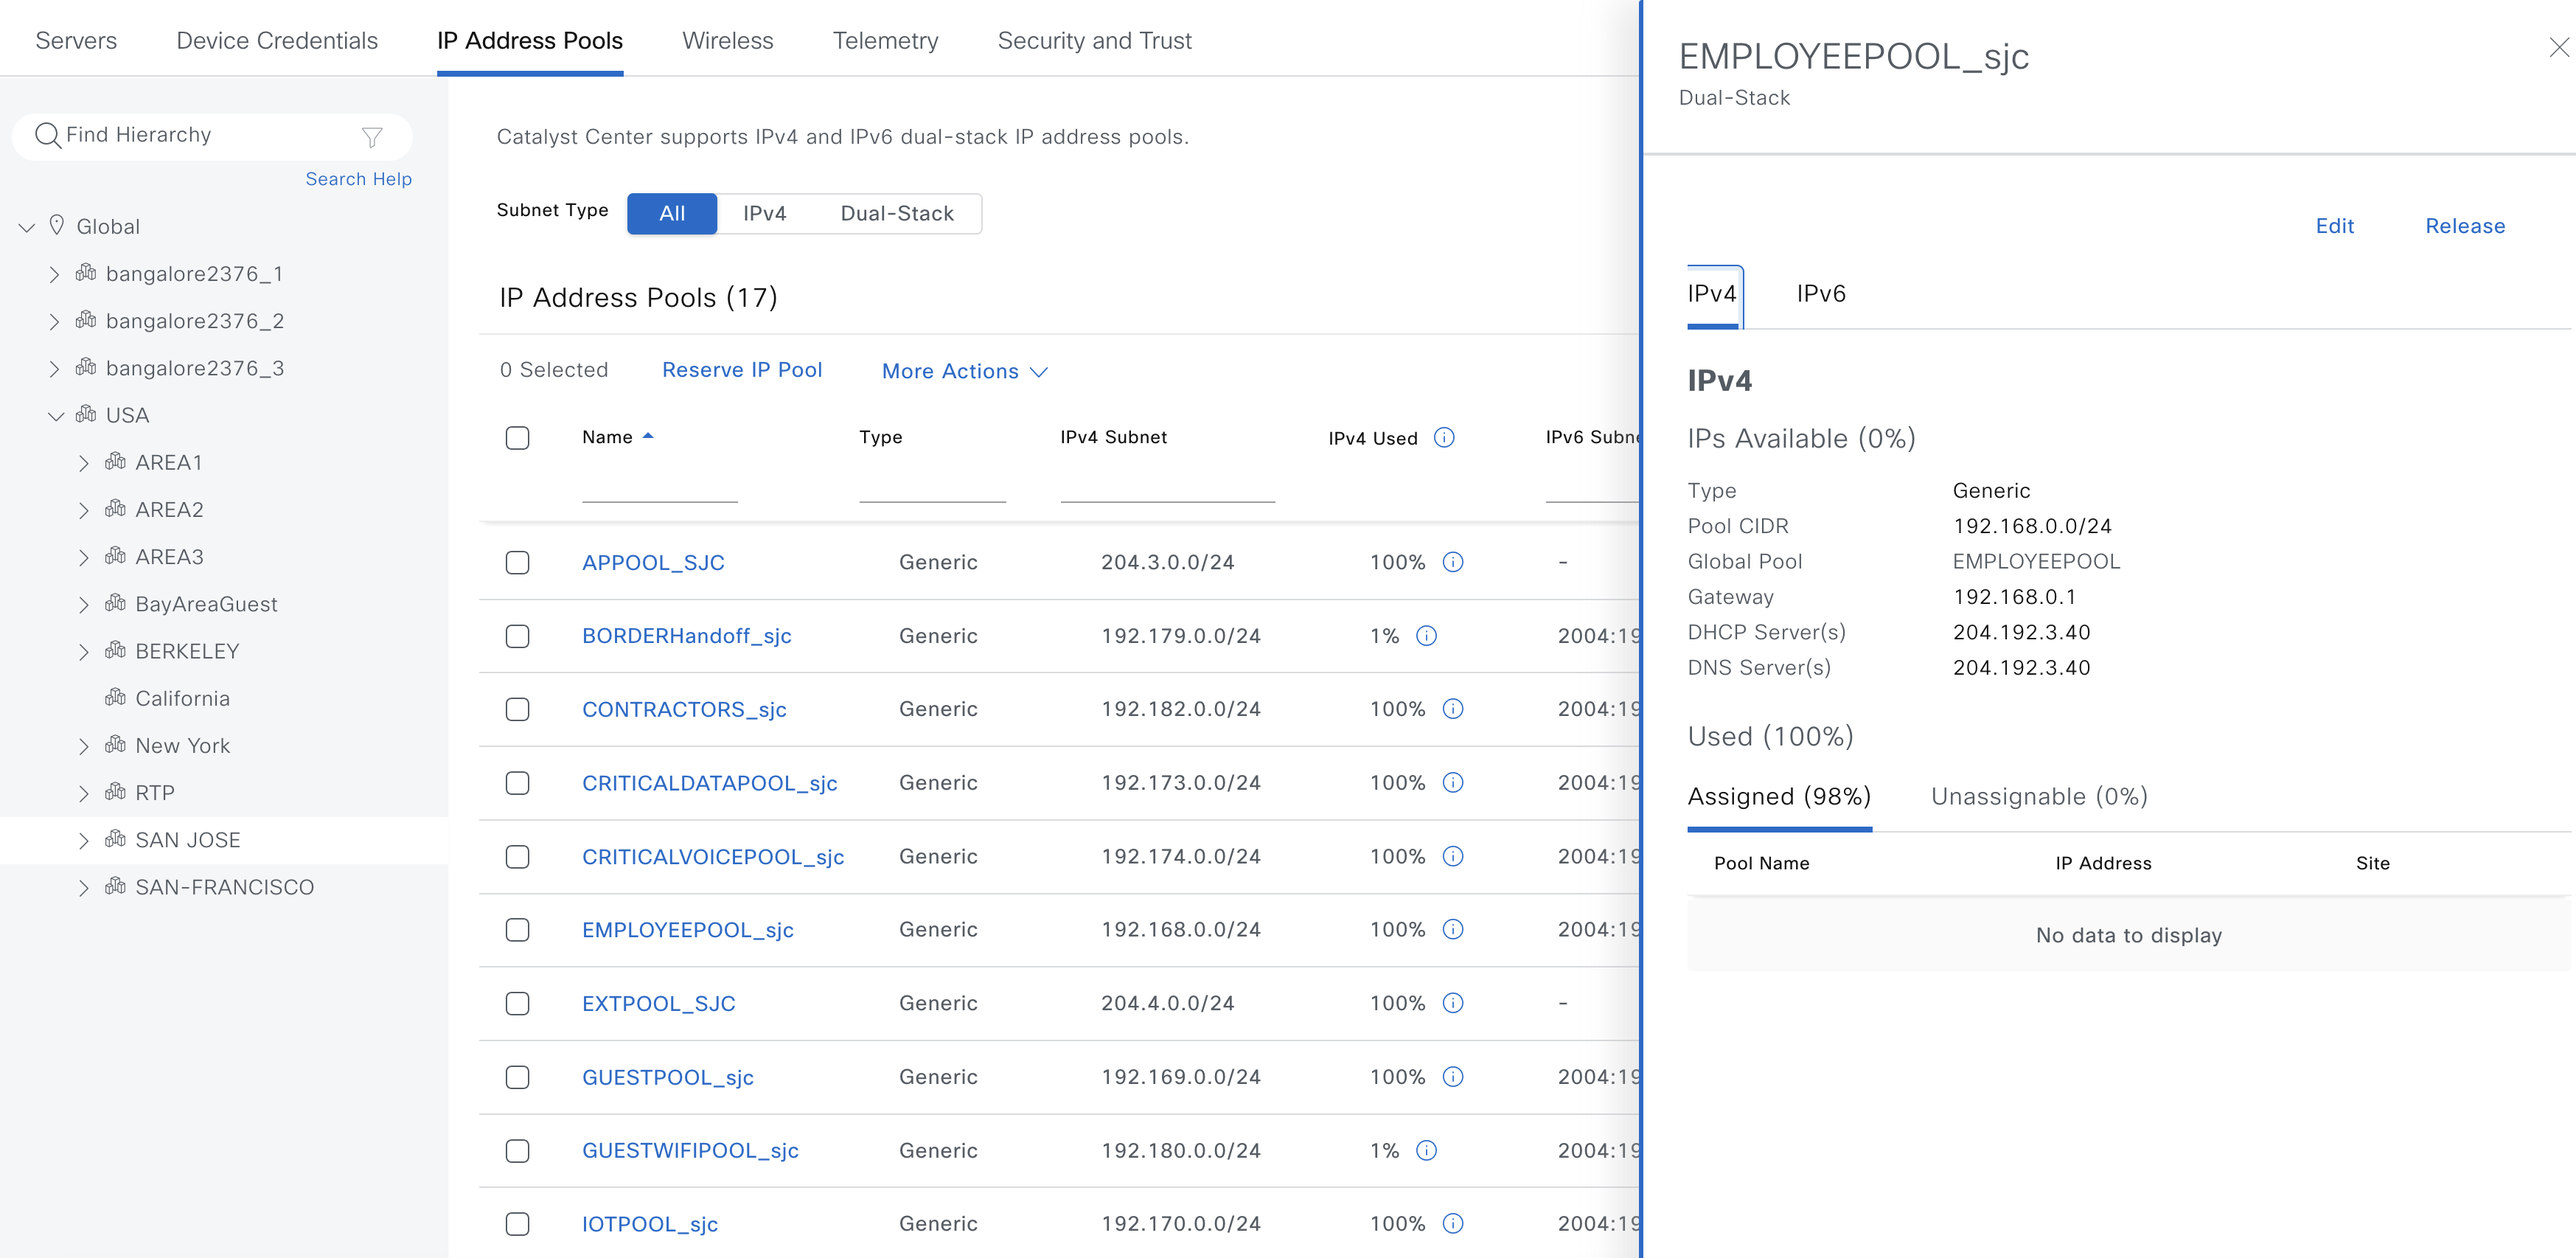 Servers Device Credentials IP Address Pools Wireless Telemetry Security and Trust
Find Hierarchy
Search Help
Global
bangalore2376_1
bangalore2376_2
bangalore2376_3
USA
AREA1
AREA2
AREA3
BayAreaGuest
BERKELEY
California
New York
RTP
SAN JOSE
SAN-FRANCISCO
Catalyst Center supports IPv4 and IPv6 dual-stack IP address pools.
Subnet Type All IPv4 Dual-Stack
IP Address Pools (17)
0 Selected Reserve IP Pool More Actions
Name Type IPv4 Subnet IPv4 Used IPv6
APPOOL_SJC Generic 204.3.0.0/24 100% -
BORDERHandoff_sjc Generic 192.179.0.0/24 1% 2004:19
CONTRACTORS_sjc Generic 192.182.0.0/24 100% 2004:19
CRITICALDATAPOOL_sjc Generic 192.173.0.0/24 100% 2004:19
CRITICALVOICEPOOL_sjc Generic 192.174.0.0/24 100% 2004:19
EMPLOYEEPOOL_sjc Generic 192.168.0.0/24 100% 2004:19
EXTPOOL_SJC Generic 204.4.0.0/24 100% -
GUESTPOOL_sjc Generic 192.169.0.0/24 100% 2004:19
GUESTWIFIPOOL_sjc Generic 192.180.0.0/24 1% 2004:19
IOTPOOL_sjc Generic 192.170.0.0/24 100% 2004:19
EMPLOYEEPOOL_sjc
Dual-Stack
Edit Release
IPv4 IPv6
IPv4
IPs Available (0%)
Type Generic
Pool CIDR 192.168.0.0/24
Global Pool EMPLOYEEPOOL
Gateway 192.168.0.1
DHCP Server(s) 204.192.3.40
DNS Server(s) 204.192.3.40
Used (100%)
Assigned (98%) Unassignable (0%)
Pool Name IP Address Site
No data to display